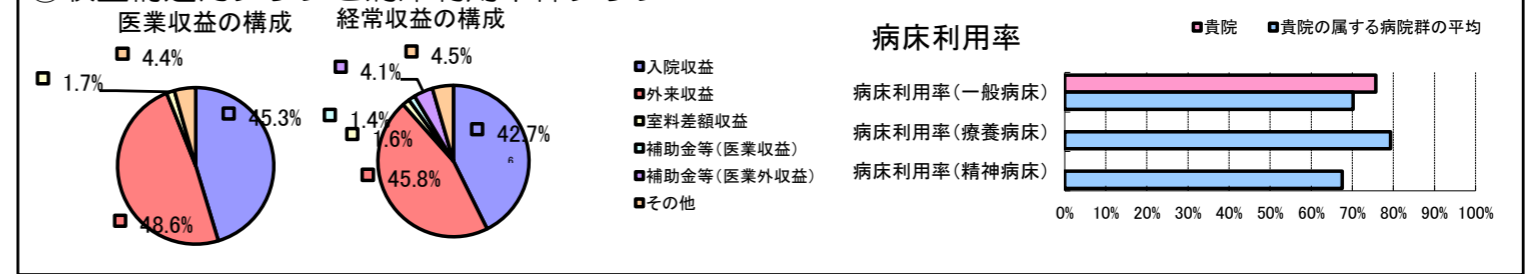 医業収益の構成
4.4%
1.7%
45.3%
48.6%
経常収益の構成
4.5%
4.1%
1.4%
1.6%
42.7%
45.8%
入院収益
外来収益
室料差額収益
補助金等(医業収益)
補助金等(医業外収益)
その他
病床利用率
貴院
貴院の属する病院群の平均
病床利用率(一般病床)
病床利用率(療養病床)
病床利用率(精神病床)
0% 10% 20% 30% 40% 50% 60% 70% 80% 90% 100%